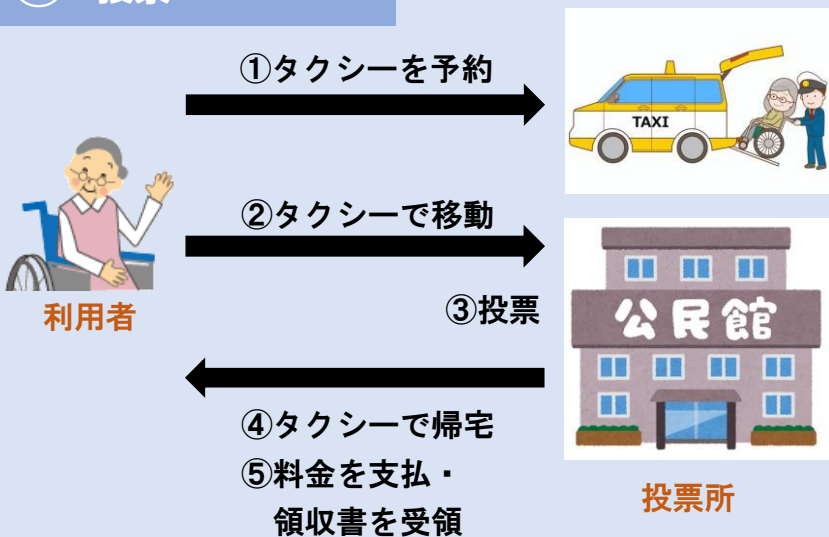 ①タクシーを予約
TAXI
②タクシーで移動
利用者
③投票
公民館
④タクシーで帰宅
⑤料金を支払・
領収書を受領
投票所